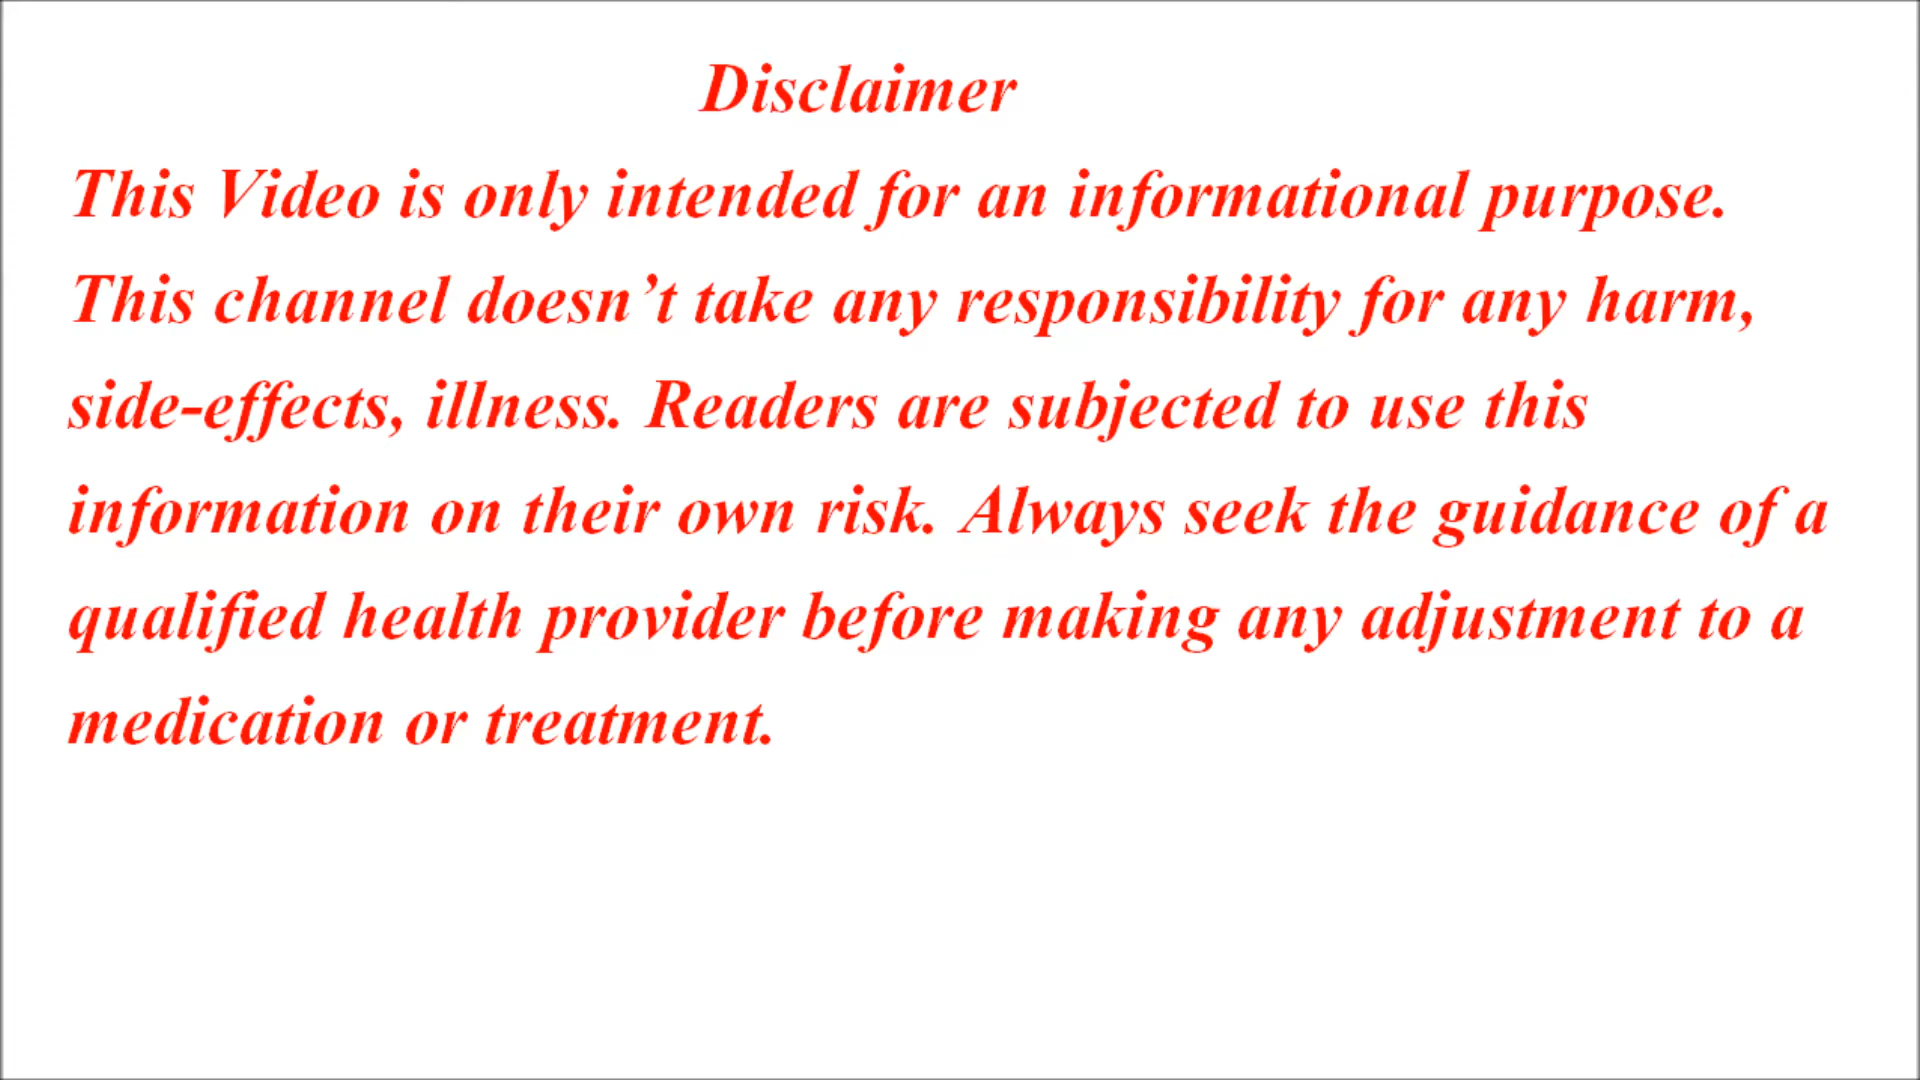 Disclaimer
This Video is only intended for an informational purpose.
This channel doesn’t take any responsibility for any harm,
side-effects, illness. Readers are subjected to use this
information on their own risk. Always seek the guidance of a
qualified health provider before making any adjustment to a
medication or treatment.